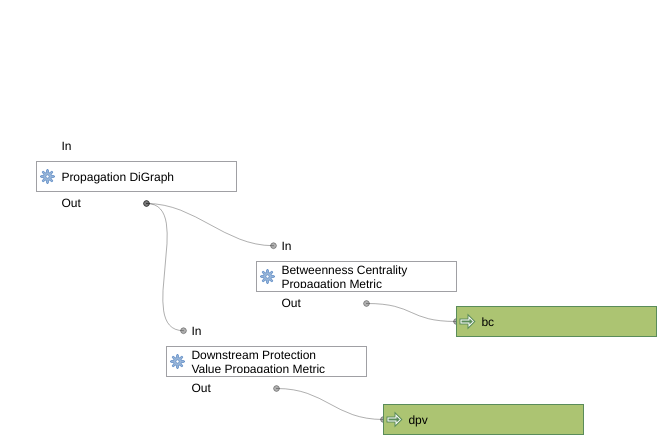 In
Propagation DiGraph
Out
In
Betweenness Centrality
Propagation Metric
Out
bc
In
Downstream Protection
Value Propagation Metric
Out
dpv